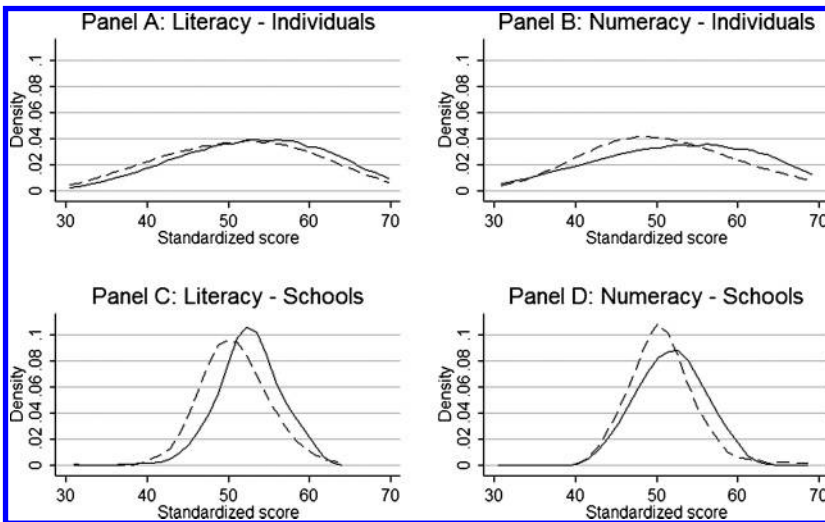 Panel A: Literacy - Individuals
Density
0 .02 .04 .06 .08 .1
30 40 50 60 70
Standardized score
Panel B: Numeracy - Individuals
Density
0 .02 .04 .06 .08 .1
30 40 50 60 70
Standardized score
Panel C: Literacy - Schools
Density
0 .02 .04 .06 .08 .1
30 40 50 60 70
Standardized score
Panel D: Numeracy - Schools
Density
0 .02 .04 .06 .08 .1
30 40 50 60 70
Standardized score